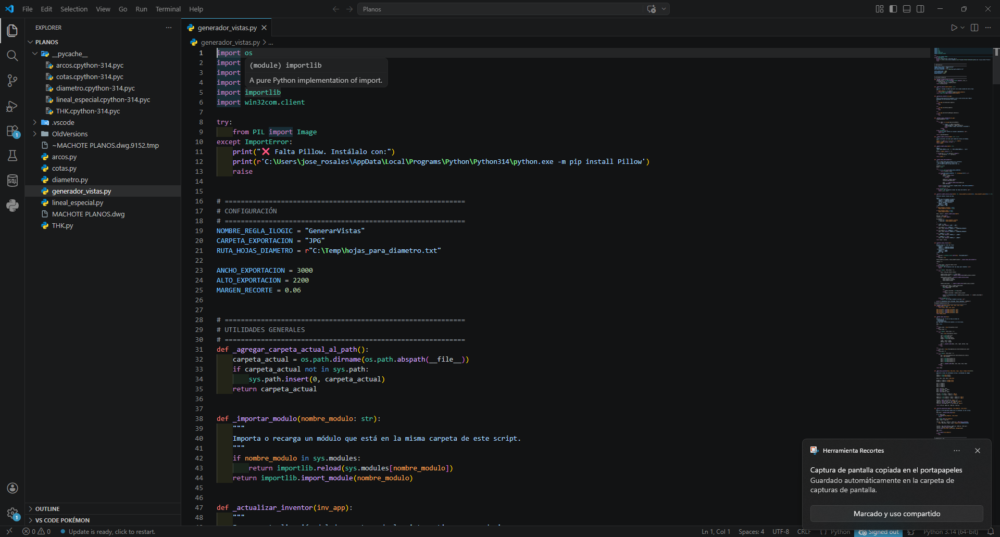 File Edit Selection View Go Run Terminal Help
Planos
EXPLORER
PLANOS
__pycache__
arcos.cpython-314.pyc
cotas.cpython-314.pyc
diametro.cpython-314.pyc
lineal_especial.cpython-314.pyc
THK.cpython-314.pyc
.vscode
OldVersions
~MACHOTE PLANOS.dwg.9152.tmp
arcos.py
cotas.py
diametro.py
generador_vistas.py
lineal_especial.py
MACHOTE PLANOS.dwg
THK.py
OUTLINE
VS CODE POKÉMON
generador_vistas.py
generador_vistas.py > ...
1 import os
2 import
3 import
4 import
(module) importlib
A pure Python implementation of import.
5 import importlib
6 import win32com.client
7
8 try:
9 from PIL import Image
10 except ImportError:
11 print("❌ Falta Pillow. Instálalo con:")
12 print(r'C:\Users\jose_rosales\AppData\Local\Programs\Python\Python314\python.exe -m pip install Pillow')
13 raise
14
15
16 # ============================================================
17 # CONFIGURACIÓN
18 # ============================================================
19 NOMBRE_REGLA_ILOGIC = "GenerarVistas"
20 CARPETA_EXPORTACION = "JPG"
21 RUTA_HOJAS_DIAMETRO = r"C:\Temp\hojas_para_diametro.txt"
22
23 ANCHO_EXPORTACION = 3000
24 ALTO_EXPORTACION = 2200
25 MARGEN_RECORTE = 0.06
26
27
28 # ============================================================
29 # UTILIDADES GENERALES
30 # ============================================================
31 def _agregar_carpeta_actual_al_path():
32 carpeta_actual = os.path.dirname(os.path.abspath(__file__))
33 if carpeta_actual not in sys.path:
34 sys.path.insert(0, carpeta_actual)
35 return carpeta_actual
36
37
38 def _importar_modulo(nombre_modulo: str):
39 """
40 Importa o recarga un módulo que está en la misma carpeta de este script.
41 """
42 if nombre_modulo in sys.modules:
43 return importlib.reload(sys.modules[nombre_modulo])
44 return importlib.import_module(nombre_modulo)
45
46
47 def _actualizar_inventor(inv_app):
48 """
Herramienta Recortes
Captura de pantalla copiada en el portapapeles
Guardado automáticamente en la carpeta de
capturas de pantalla.
Marcado y uso compartido
1
1
SQL
0 0 Update is ready, click to restart.
Ln 1, Col 1 Spaces: 4 UTF-8 CRLF { } Python Signed out Python 3.14 (64-bit)